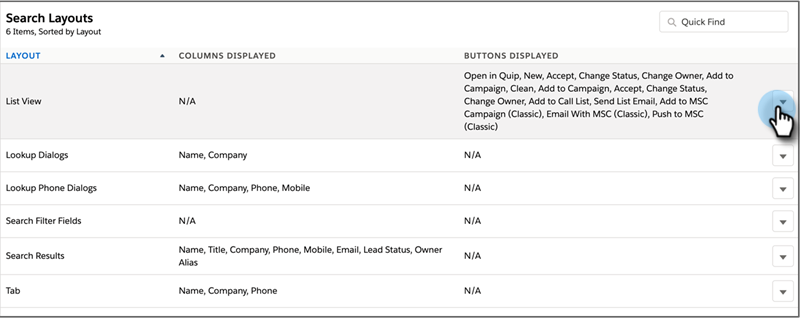 Search Layouts
6 Items, Sorted by Layout
Quick Find
LAYOUT COLUMNS DISPLAYED BUTTONS DISPLAYED
List View N/A Open in Quip, New, Accept, Change Status, Change Owner, Add to
Campaign, Clean, Add to Campaign, Accept, Change Status,
Change Owner, Add to Call List, Send List Email, Add to MSC
Campaign (Classic), Email With MSC (Classic), Push to MSC
(Classic)
Lookup Dialogs Name, Company N/A
Lookup Phone Dialogs Name, Company, Phone, Mobile N/A
Search Filter Fields N/A N/A
Search Results Name, Title, Company, Phone, Mobile, Email, Lead Status, Owner
Alias N/A
Tab Name, Company, Phone N/A